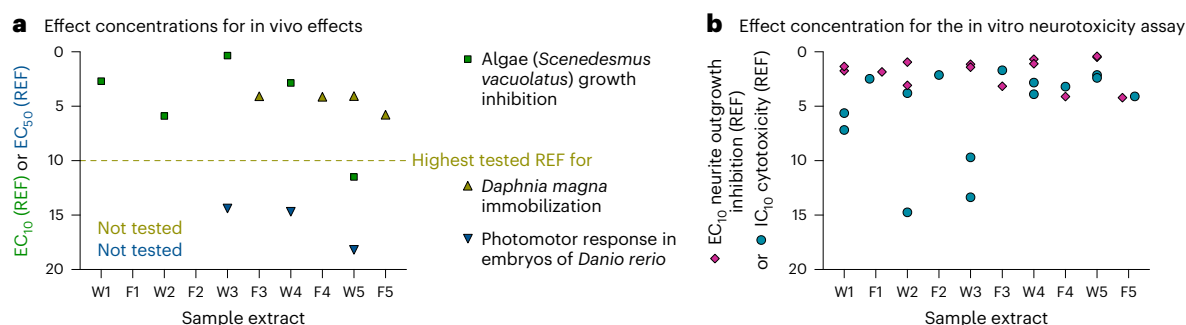 a Effect concentrations for in vivo effects
EC10 (REF) or EC50 (REF)
0
5
10
15
20
Highest tested REF for
Not tested
Not tested
W1 F1 W2 F2 W3 F3 W4 F4 W5 F5
Sample extract
Algae (Scenedesmus
vacuolatus) growth
inhibition
Daphnia magna
immobilization
Photomotor response in
embryos of Danio rerio
b Effect concentration for the in vitro neurotoxicity assay
EC10 neurite outgrowth
inhibition (REF)
or IC10 cytotoxicity (REF)
0
5
10
15
20
W1 F1 W2 F2 W3 F3 W4 F4 W5 F5
Sample extract